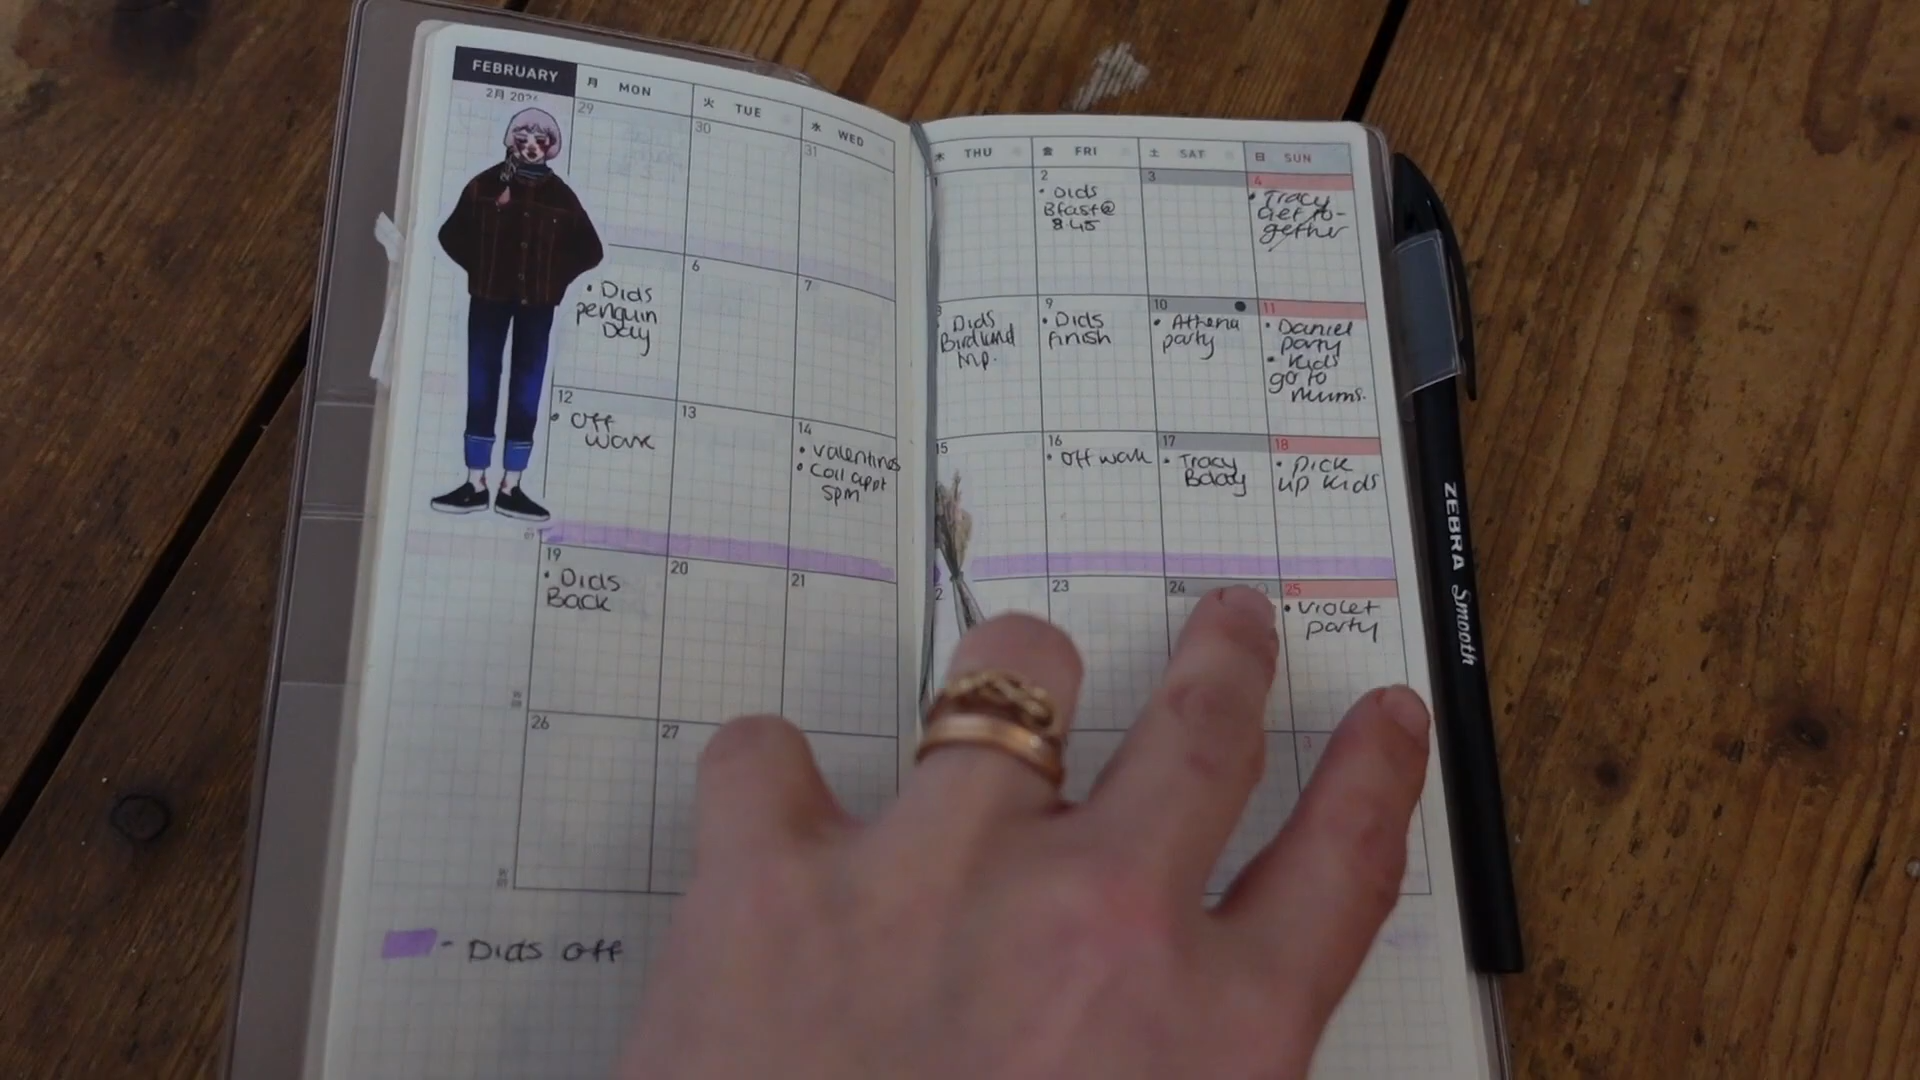 FEBRUARY
2月
月 MON
火 TUE
水 WED
木 THU
金 FRI
土 SAT
日 SUN
29
30
31
1
2
• Dids
Bfast@
8.45
3
4
• Tracy
Get to-
gether
• Dids
penguin
Day
6
7
Dids
Birdland
9
• Dids
finish
10
• Athena
party
11
• Daniel
party
• Kids
go to
Mums.
12
• Off
work
13
14
• Valentines
• Coll appt
5pm
15
16
• Off work
17
• Tracy
Bday
18
• Pick
up kids
19
• Dids
Back
20
21
23
24
25
• Violet
party
26
27
3
- Dids off
ZEBRA Smooth